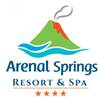 Arenal Springs
RESORT & SPA